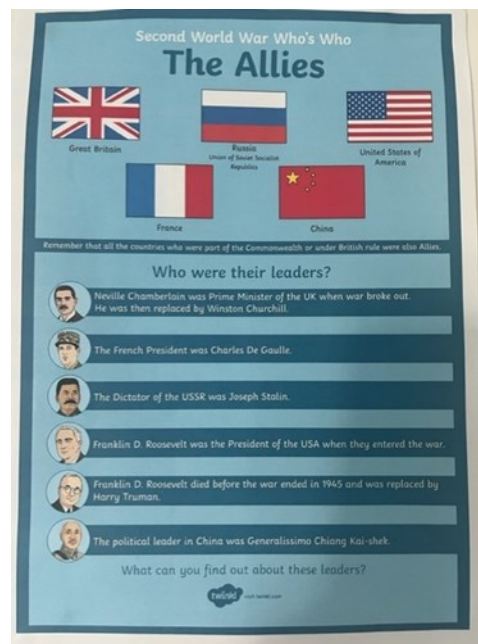 Second World War Who's Who
The Allies
Great Britain
Russia
Union of Soviet Socialist
Republics
United States of
America
France
China
Remember that all the countries who were part of the Commonwealth or under British rule were also Allies.
Who were their leaders?
Neville Chamberlain was Prime Minister of the UK when war broke out.
He was then replaced by Winston Churchill.
The French President was Charles De Gaulle.
The Dictator of the USSR was Joseph Stalin.
Franklin D. Roosevelt was the President of the USA when they entered the war.
Franklin D. Roosevelt died before the war ended in 1945 and was replaced by
Harry Truman.
The political leader in China was Generalissimo Chiang Kai-shek.
What can you find out about these leaders?
twinkl visit twinkl.com